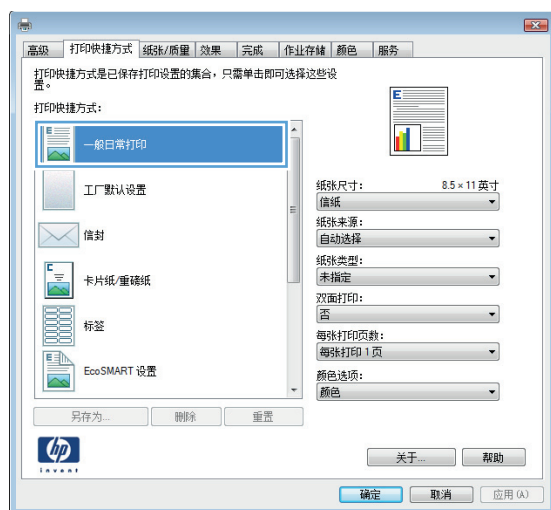 高级 打印快捷方式 纸张/质量 效果 完成 作业存储 颜色 服务
打印快捷方式是已保存打印设置的集合，只需单击即可选择这些设
置。
打印快捷方式：
E
一般日常打印
工厂默认设置
信封
卡片纸/重磅纸
标签
EcoSMART 设置
另存为... 删除 重置
E
纸张尺寸： 8.5 × 11 英寸
信纸
纸张来源：
自动选择
纸张类型：
未指定
双面打印：
否
每张打印页数：
每张打印 1 页
颜色选项：
颜色
hp
invent
关于... 帮助
确定 取消 应用 (A)